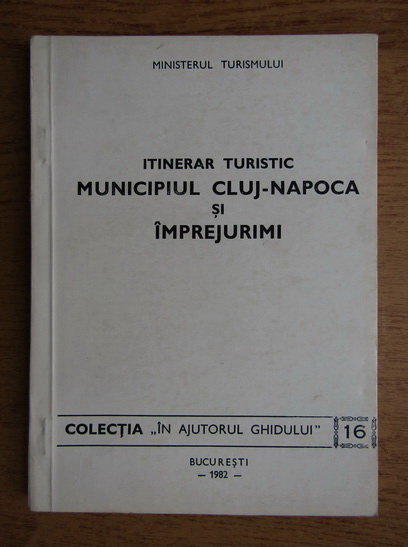 MINISTERUL TURISMULUI
ITINERAR TURISTIC
MUNICIPIUL CLUJ-NAPOCA
ȘI
ÎMPREJURIMI
COLECȚIA „ÎN AJUTORUL GHIDULUI" 16
BUCUREȘTI
— 1982 —